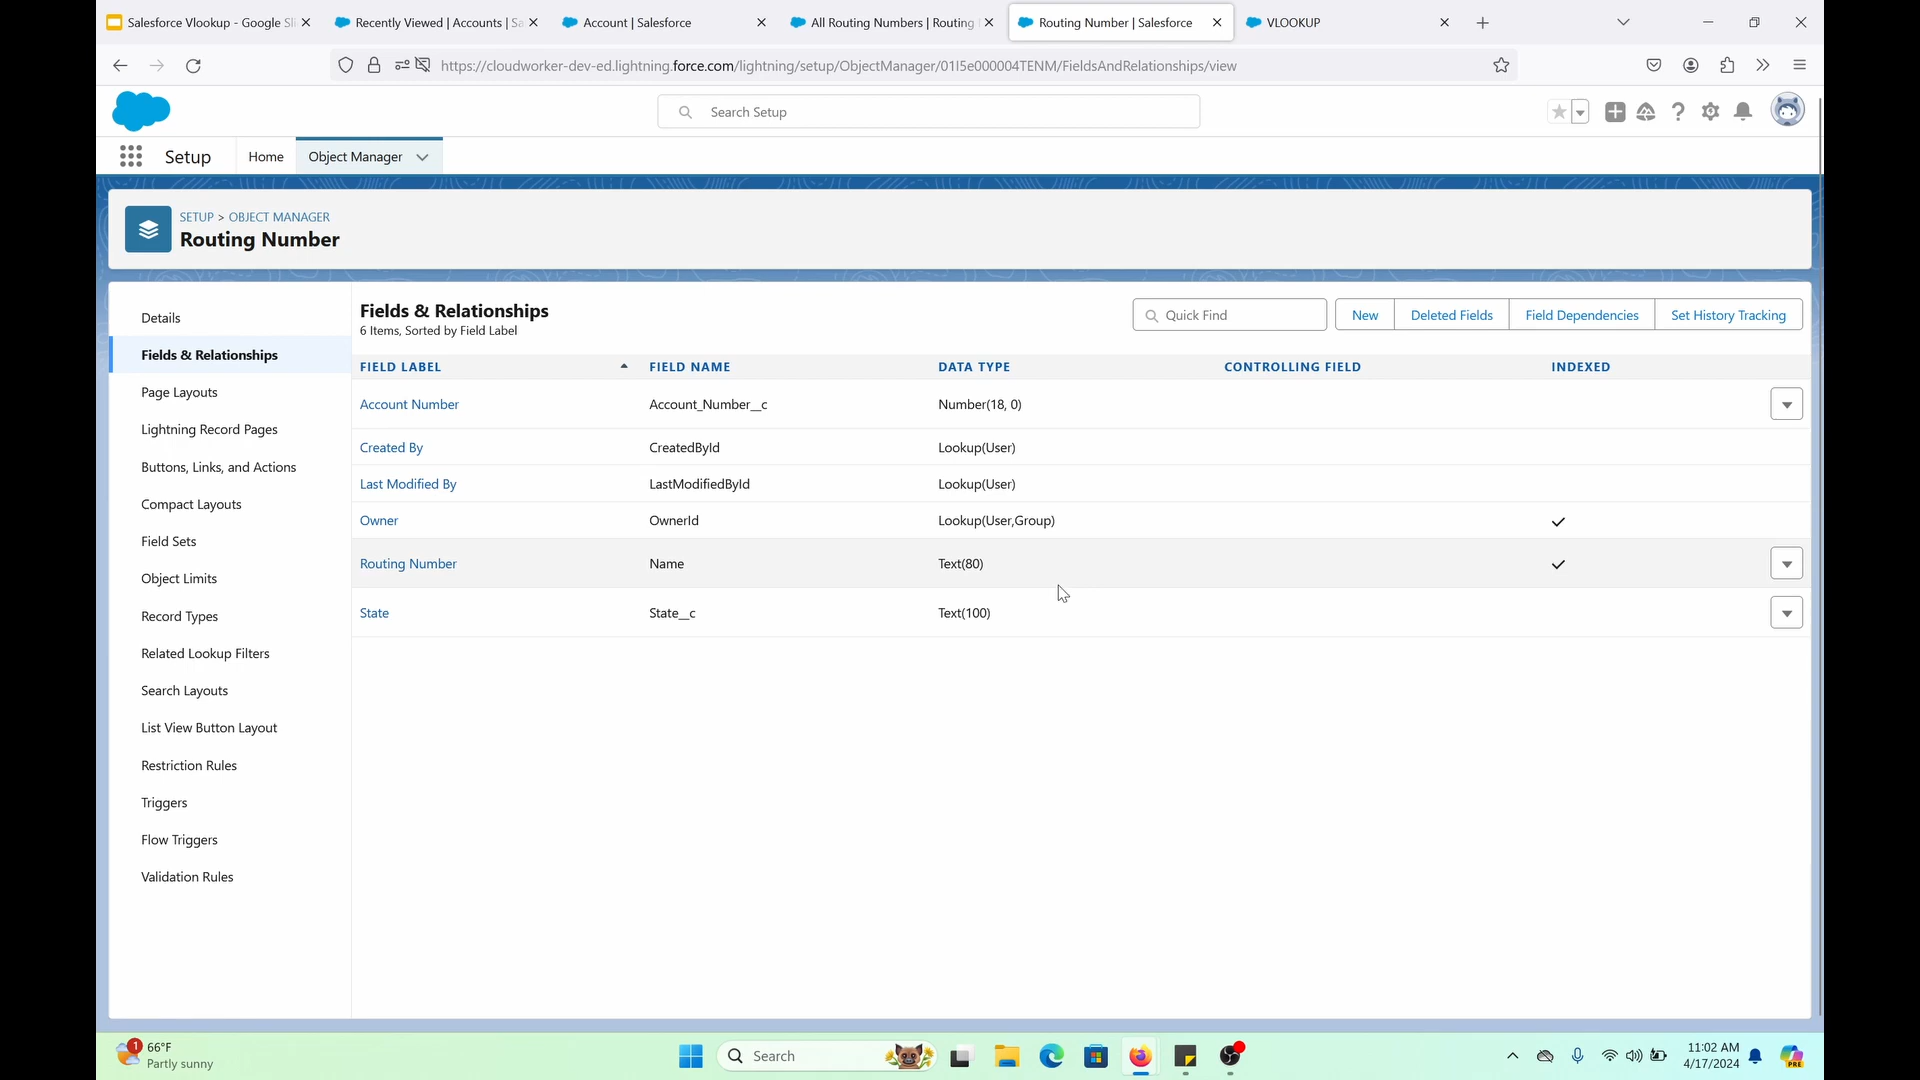 Salesforce Vlookup - Google Sli
Recently Viewed | Accounts | Sa
Account | Salesforce
All Routing Numbers | Routing
Routing Number | Salesforce
VLOOKUP
https://cloudworker-dev-ed.lightning.force.com/lightning/setup/ObjectManager/01I5e000004TENM/FieldsAndRelationships/view
Search Setup
Setup
Home
Object Manager
SETUP > OBJECT MANAGER
Routing Number
Details
Fields & Relationships
Page Layouts
Lightning Record Pages
Buttons, Links, and Actions
Compact Layouts
Field Sets
Object Limits
Record Types
Related Lookup Filters
Search Layouts
List View Button Layout
Restriction Rules
Triggers
Flow Triggers
Validation Rules
Fields & Relationships
6 Items, Sorted by Field Label
Quick Find
New
Deleted Fields
Field Dependencies
Set History Tracking
FIELD LABEL FIELD NAME DATA TYPE CONTROLLING FIELD INDEXED
Account Number Account_Number__c Number(18, 0)
Created By CreatedById Lookup(User)
Last Modified By LastModifiedById Lookup(User)
Owner OwnerId Lookup(User,Group)
Routing Number Name Text(80)
State State__c Text(100)
1
66°F
Partly sunny
Search
11:02 AM
4/17/2024
PRE